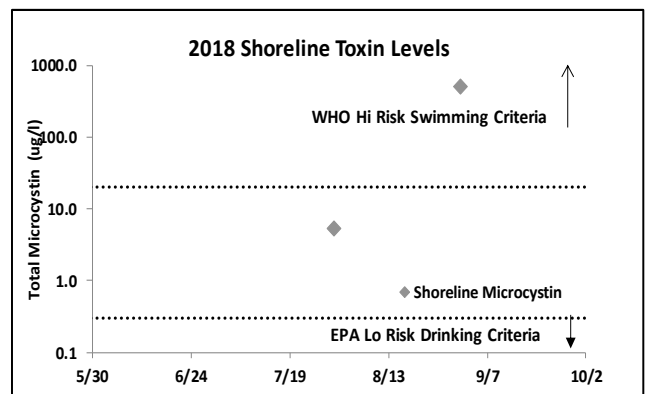 2018 Shoreline Toxin Levels
Total Microcystin (ug/l)
1000.0
100.0
10.0
1.0
0.1
WHO Hi Risk Swimming Criteria
Shoreline Microcystin
EPA Lo Risk Drinking Criteria
5/30 6/24 7/19 8/13 9/7 10/2